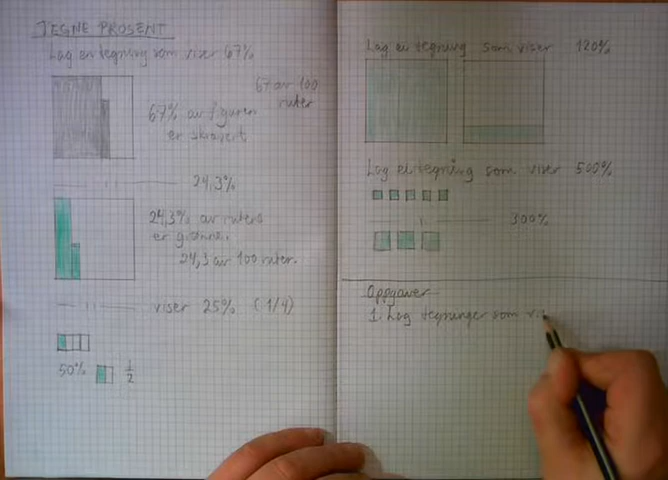 TEGNE PROSENT
Lag en tegning som viser 67%
67 av 100
ruter
67% av figuren
er skravert
24,3%
24,3% av rutene
er grønne.
24,3 av 100 ruter.
viser 25% (1/4)
50% 1/2
Lag en tegning som viser 120%
Lag en tegning som viser 500%
300%
Oppgaver
1. Lag tegninger som vis